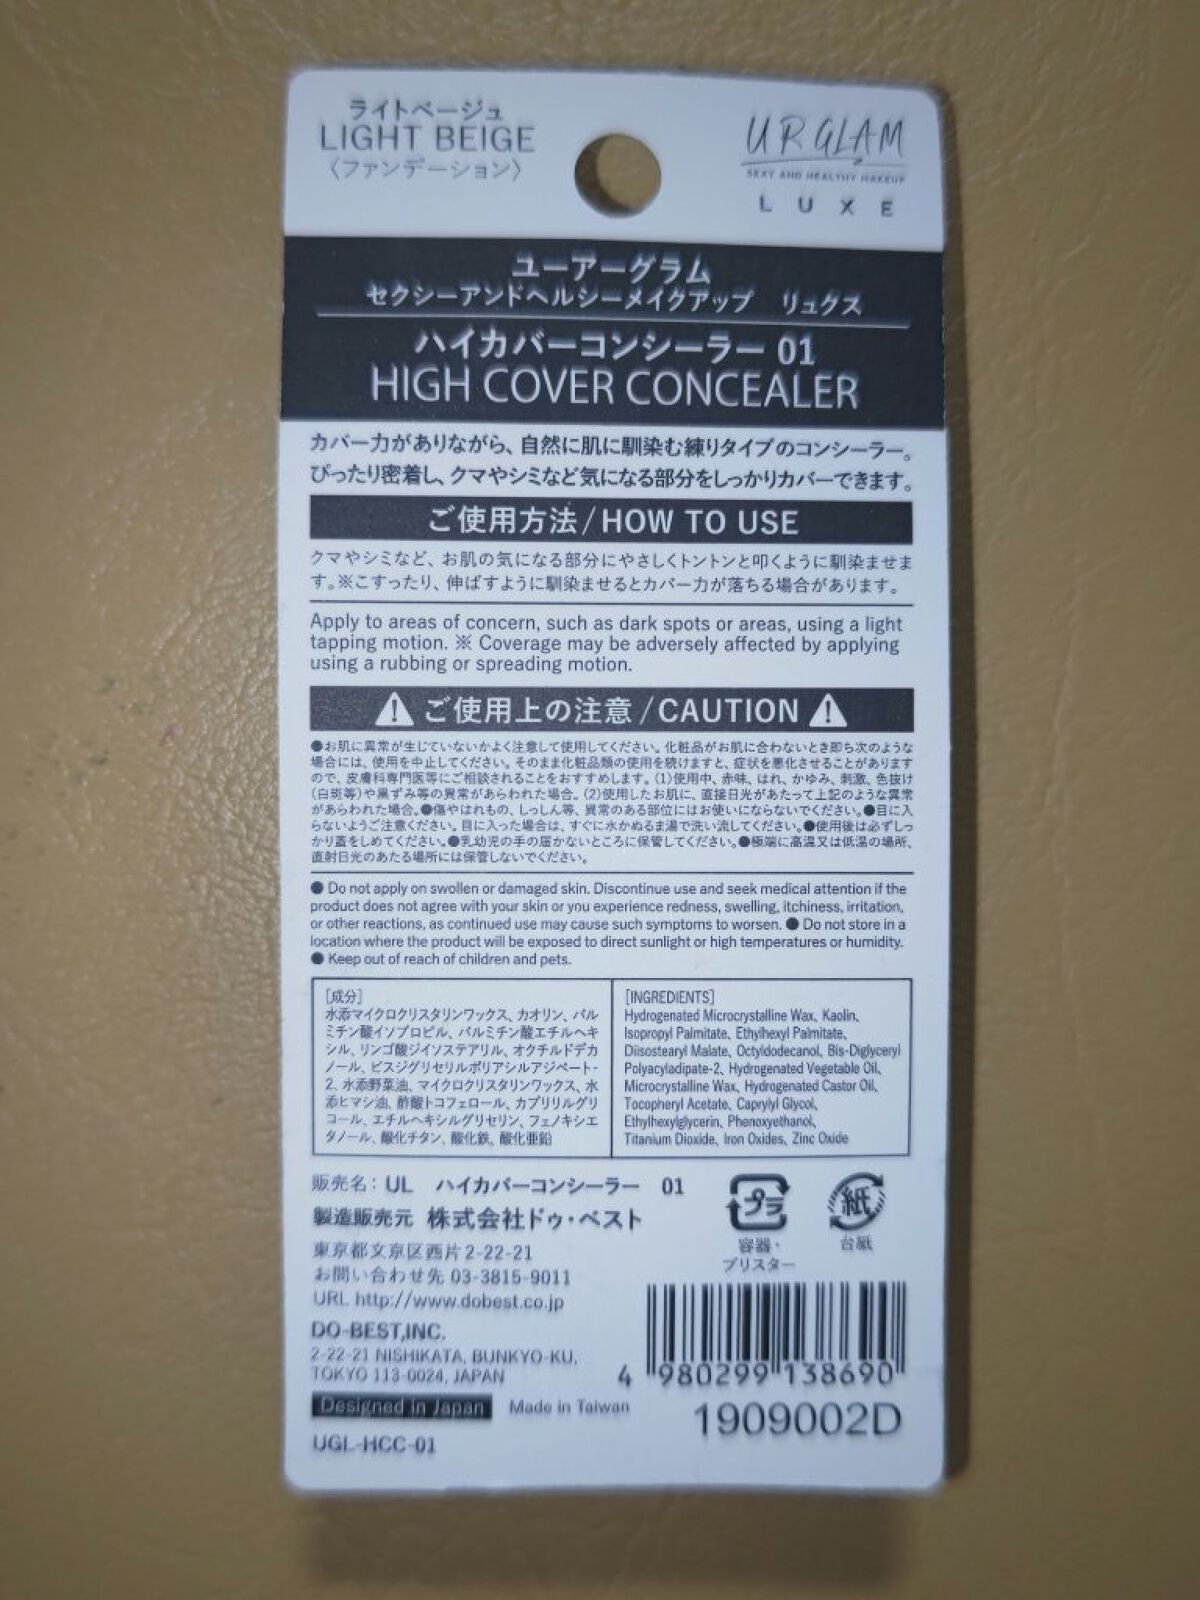 ライトベージュ
LIGHT BEIGE
〈ファンデーション〉
UR GLAM
SEXY AND HEALTHY MAKEUP
LUXE
ユーアーグラム
セクシーアンドヘルシーメイクアップ リュクス
ハイカバーコンシーラー 01
HIGH COVER CONCEALER
カバー力がありながら、自然に肌に馴染む練りタイプのコンシーラー。
ぴったり密着し、クマやシミなど気になる部分をしっかりカバーできます。
ご使用方法/HOW TO USE
クマやシミなど、お肌の気になる部分にやさしくトントンと叩くように馴染ませま
す。※こすったり、伸ばすように馴染ませるとカバー力が落ちる場合があります。
Apply to areas of concern, such as dark spots or areas, using a light
tapping motion. ※ Coverage may be adversely affected by applying
using a rubbing or spreading motion.
ご使用上の注意/CAUTION
●お肌に異常が生じていないかよく注意して使用してください。化粧品がお肌に合わないとき即ち次のような
場合には、使用を中止してください。そのまま化粧品類の使用を続けますと、症状を悪化させることがあります
ので、皮膚科専門医等にご相談されることをおすすめします。(1)使用中、赤味、はれ、かゆみ、刺激、色抜け
(白斑等)や黒ずみ等の異常があらわれた場合。(2)使用したお肌に、直接日光があたって上記のような異常
があらわれた場合。●傷やはれもの、しっしん等、異常のある部位にはお使いにならないでください。●目に入
らないようご注意ください。目に入った場合は、すぐに水かぬるま湯で洗い流してください。●使用後は必ずしっ
かり蓋をしめてください。●乳幼児の手の届かないところに保管してください。●極端に高温又は低温の場所、
直射日光のあたる場所には保管しないでください。
● Do not apply on swollen or damaged skin. Discontinue use and seek medical attention if the
product does not agree with your skin or you experience redness, swelling, itchiness, irritation,
or other reactions, as continued use may cause such symptoms to worsen. ● Do not store in a
location where the product will be exposed to direct sunlight or high temperatures or humidity.
● Keep out of reach of children and pets.
[成分]
水添マイクロクリスタリンワックス、カオリン、パル
ミチン酸イソプロピル、パルミチン酸エチルヘキ
シル、リンゴ酸ジイソステアリル、オクチルドデカ
ノール、ビスジグリセリルポリアシルアジペート-
2、水添野菜油、マイクロクリスタリンワックス、水
添ヒマシ油、酢酸トコフェロール、カプリリルグリ
コール、エチルヘキシルグリセリン、フェノキシエ
タノール、酸化チタン、酸化鉄、酸化亜鉛
[INGREDIENTS]
Hydrogenated Microcrystalline Wax, Kaolin,
Isopropyl Palmitate, Ethylhexyl Palmitate,
Diisostearyl Malate, Octyldodecanol, Bis-Diglyceryl
Polyacyladipate-2, Hydrogenated Vegetable Oil,
Microcrystalline Wax, Hydrogenated Castor Oil,
Tocopheryl Acetate, Caprylyl Glycol,
Ethylhexylglycerin, Phenoxyethanol,
Titanium Dioxide, Iron Oxides, Zinc Oxide
販売名：UL ハイカバーコンシーラー 01
製造販売元 株式会社ドゥ・ベスト
東京都文京区西片2-22-21
お問い合わせ先 03-3815-9011
URL http://www.dobest.co.jp
DO-BEST,INC.
2-22-21 NISHIKATA, BUNKYO-KU,
TOKYO 113-0024, JAPAN
Designed in Japan Made in Taiwan
UGL-HCC-01
プラ
容器・
ブリスター
紙
台紙
4 980299 138690
1909002D